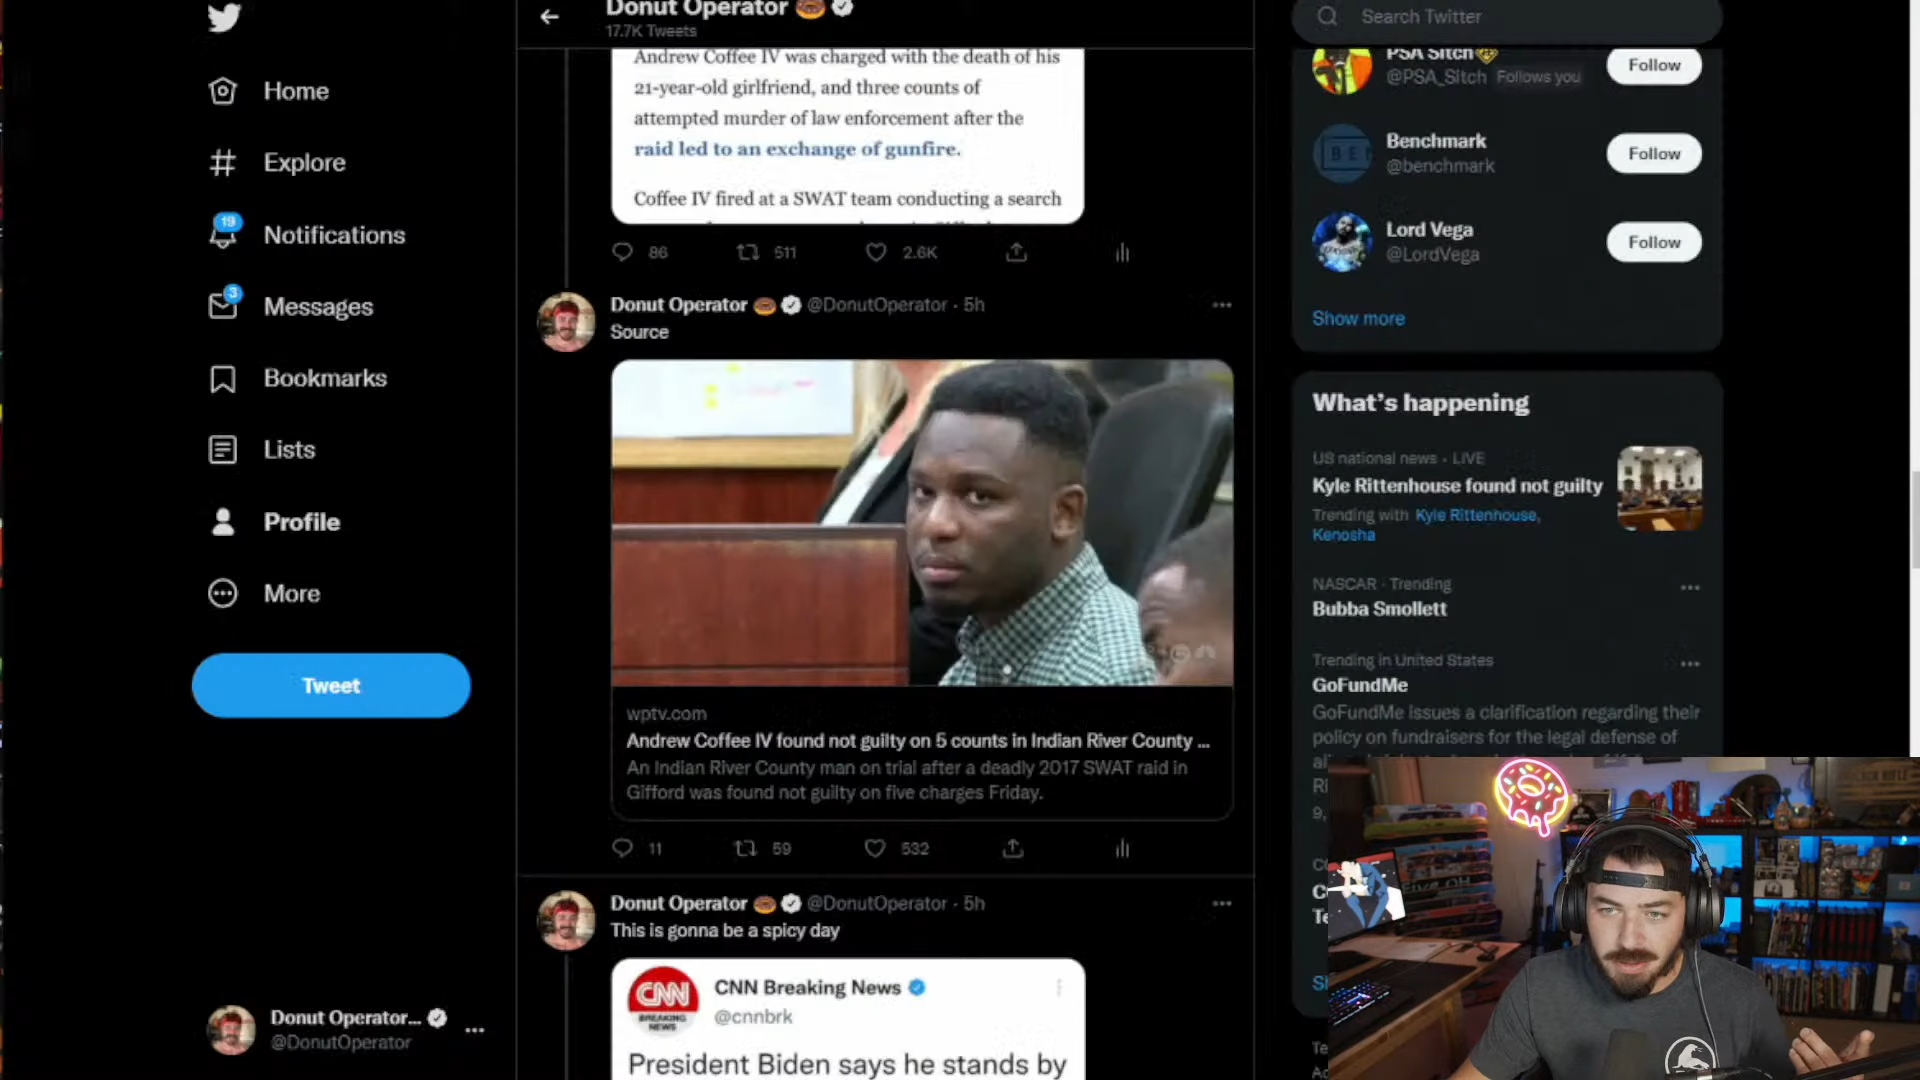 Home
Explore
19
Notifications
3
Messages
Bookmarks
Lists
Profile
More
Tweet
Donut Operator...
@DonutOperator
Donut Operator
17.7K Tweets
Andrew Coffee IV was charged with the death of his
21-year-old girlfriend, and three counts of
attempted murder of law enforcement after the
raid led to an exchange of gunfire.
Coffee IV fired at a SWAT team conducting a search
86 511 2.6K
Donut Operator @DonutOperator · 5h
Source
wptv.com
Andrew Coffee IV found not guilty on 5 counts in Indian River County ...
An Indian River County man on trial after a deadly 2017 SWAT raid in
Gifford was found not guilty on five charges Friday.
11 59 532
Donut Operator @DonutOperator · 5h
This is gonna be a spicy day
CNN
BREAKING
NEWS
CNN Breaking News
@cnnbrk
President Biden says he stands by
Search Twitter
PSA Sitch
@PSA_Sitch Follows you
Follow
Benchmark
@benchmark
Follow
Lord Vega
@LordVega
Follow
Show more
What's happening
US national news · LIVE
Kyle Rittenhouse found not guilty
Trending with Kyle Rittenhouse,
Kenosha
NASCAR · Trending
Bubba Smollett
Trending in United States
GoFundMe
GoFundMe issues a clarification regarding their
policy on fundraisers for the legal defense of